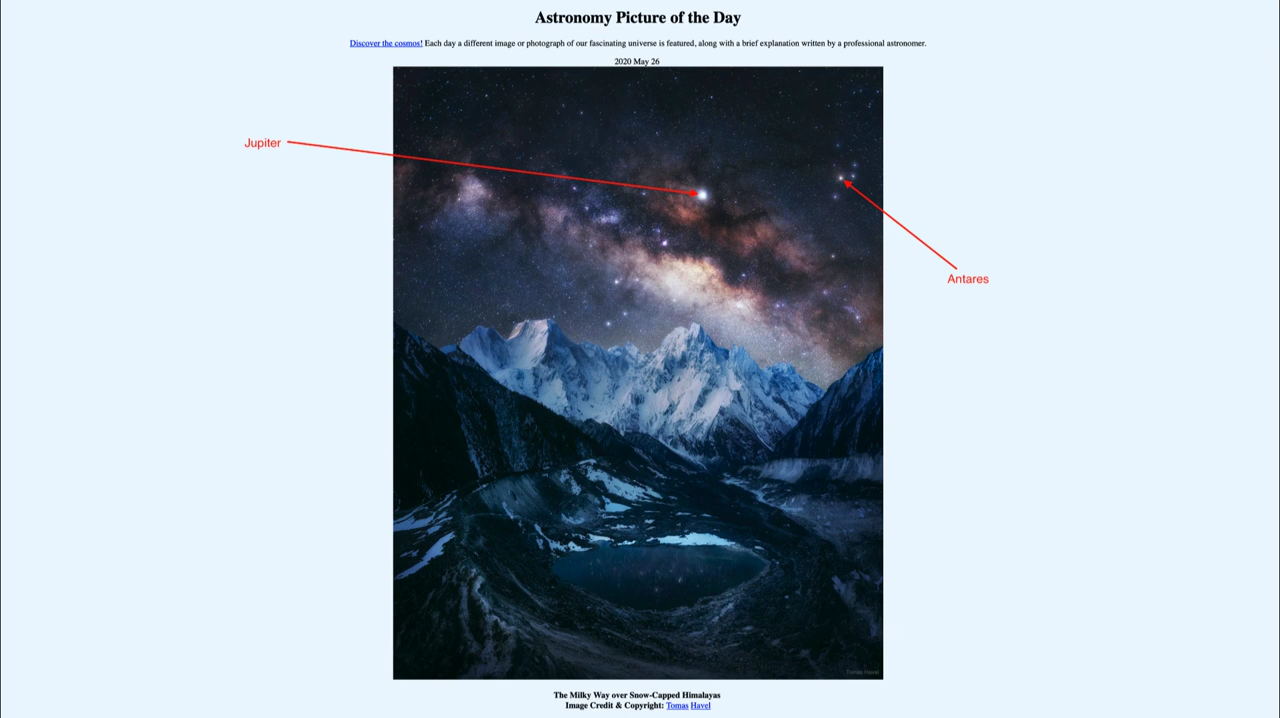 Astronomy Picture of the Day
Discover the cosmos! Each day a different image or photograph of our fascinating universe is featured, along with a brief explanation written by a professional astronomer.
2020 May 26
Jupiter
Antares
Tomas Havel
The Milky Way over Snow-Capped Himalayas
Image Credit & Copyright: Tomas Havel